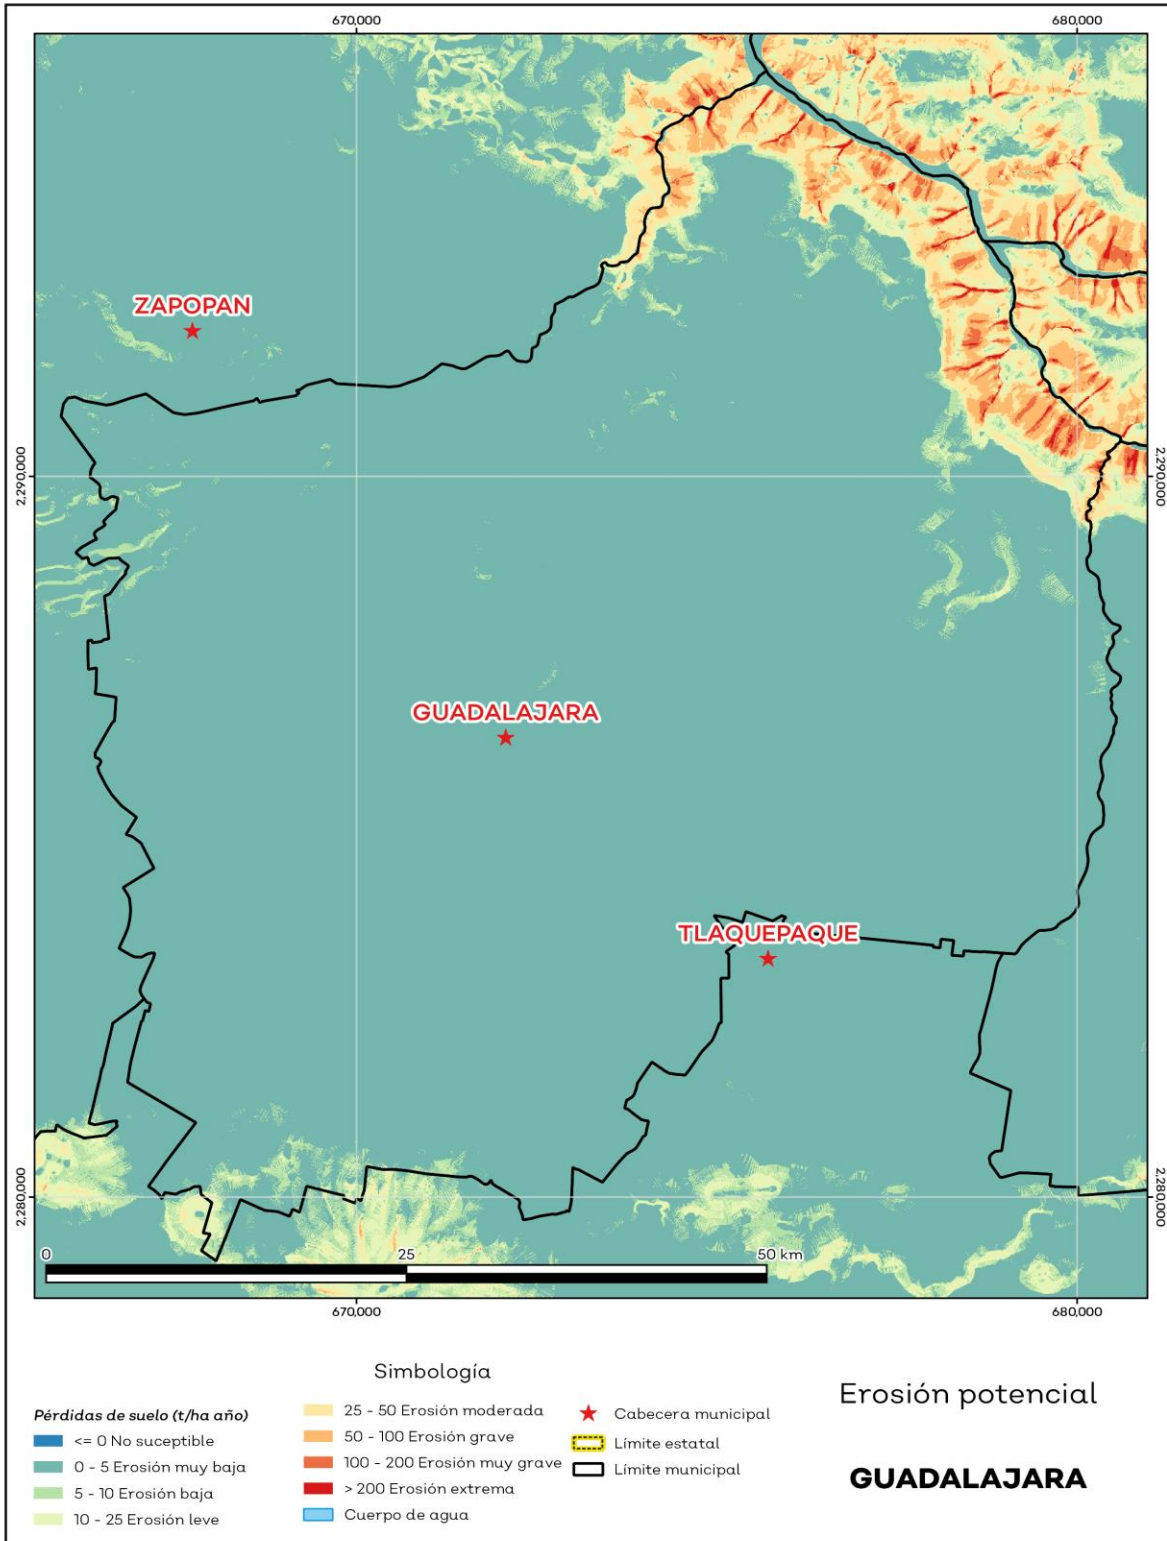 670,000
680,000
ZAPOPAN
2,290,000
2,290,000
GUADALAJARA
TLAQUEPAQUE
2,280,000
2,280,000
0
25
50 km
670,000
680,000
Simbología
Pérdidas de suelo (t/ha año)
<= 0 No suceptible
0 - 5 Erosión muy baja
5 - 10 Erosión baja
10 - 25 Erosión leve
25 - 50 Erosión moderada
50 - 100 Erosión grave
100 - 200 Erosión muy grave
> 200 Erosión extrema
Cuerpo de agua
Cabecera municipal
Límite estatal
Límite municipal
Erosión potencial
GUADALAJARA